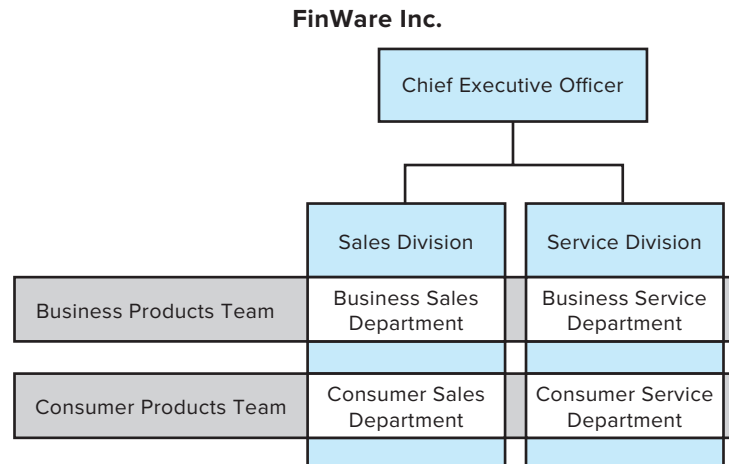 FinWare Inc.
Chief Executive Officer
Sales Division
Service Division
Business Products Team
Business Sales
Department
Business Service
Department
Consumer Products Team
Consumer Sales
Department
Consumer Service
Department